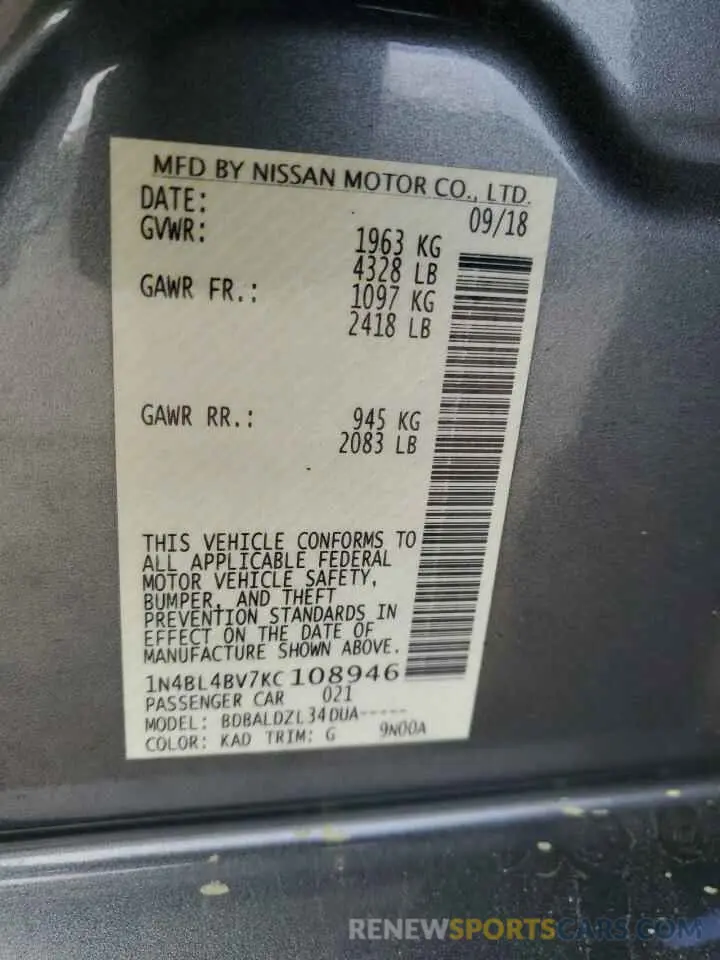 MFD BY NISSAN MOTOR CO., LTD.
DATE: 09/18
GVWR: 1963 KG
4328 LB
GAWR FR.: 1097 KG
2418 LB
GAWR RR.: 945 KG
2083 LB
THIS VEHICLE CONFORMS TO
ALL APPLICABLE FEDERAL
MOTOR VEHICLE SAFETY,
BUMPER, AND THEFT
PREVENTION STANDARDS IN
EFFECT ON THE DATE OF
MANUFACTURE SHOWN ABOVE.
1N4BL4BV7KC108946
PASSENGER CAR 021
MODEL: BDBALDZL34DUA-----
COLOR: KAD TRIM: G 9N00A
RENEWSPORTSCARS.COM